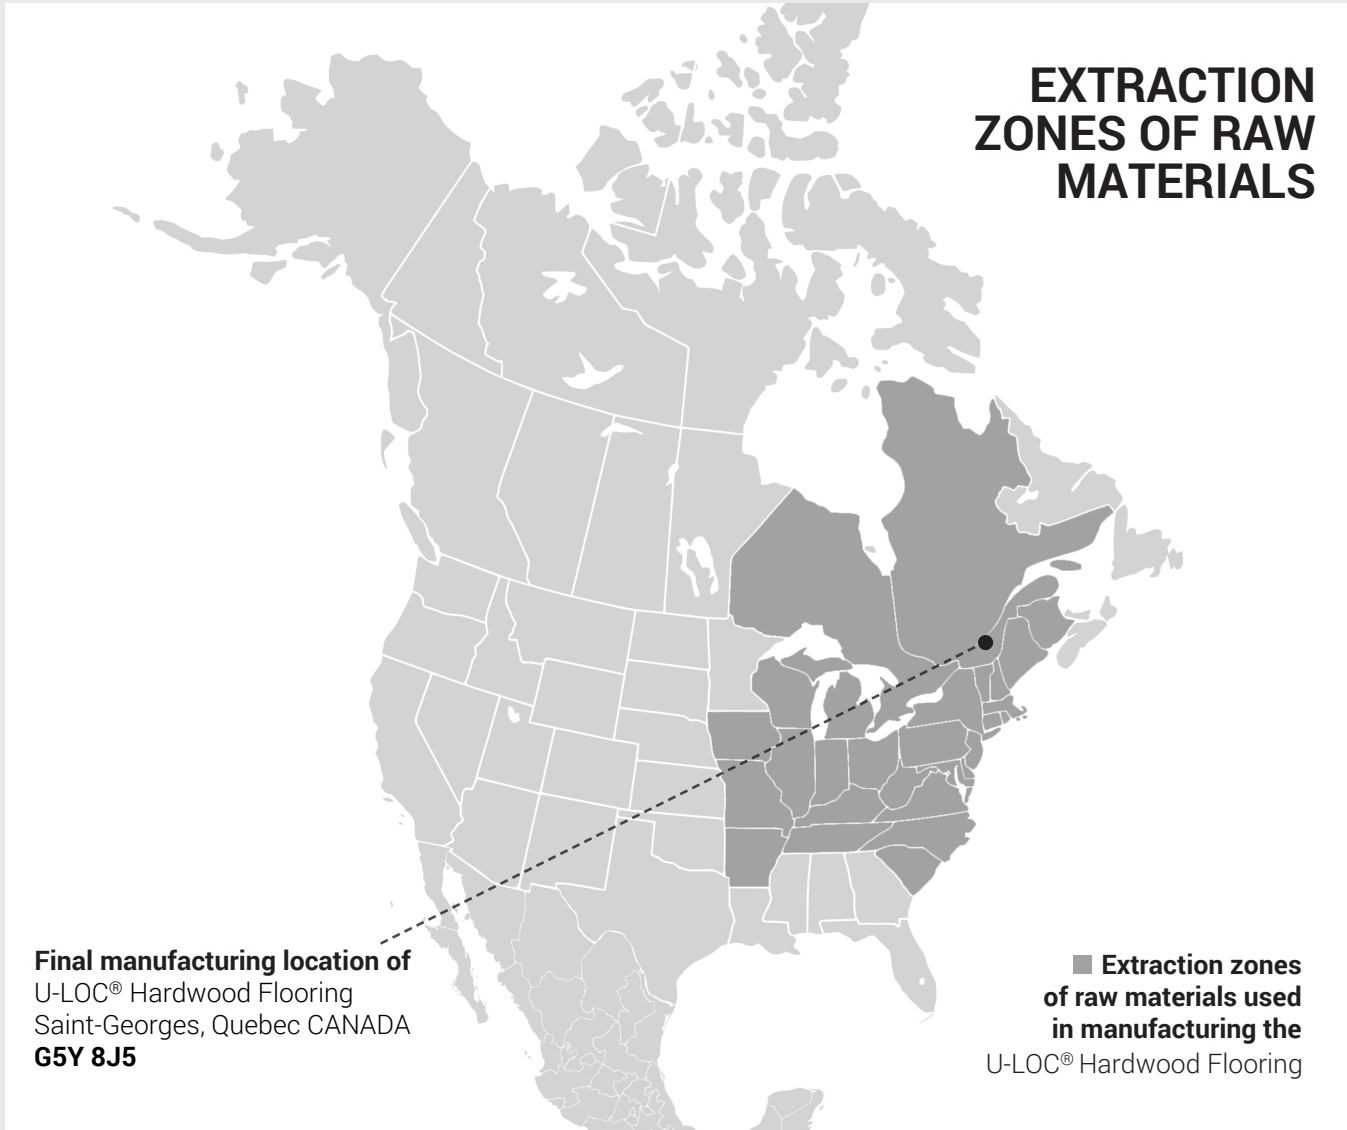 EXTRACTION
ZONES OF RAW
MATERIALS
Final manufacturing location of
U-LOC® Hardwood Flooring
Saint-Georges, Quebec CANADA
G5Y 8J5
Extraction zones
of raw materials used
in manufacturing the
U-LOC® Hardwood Flooring